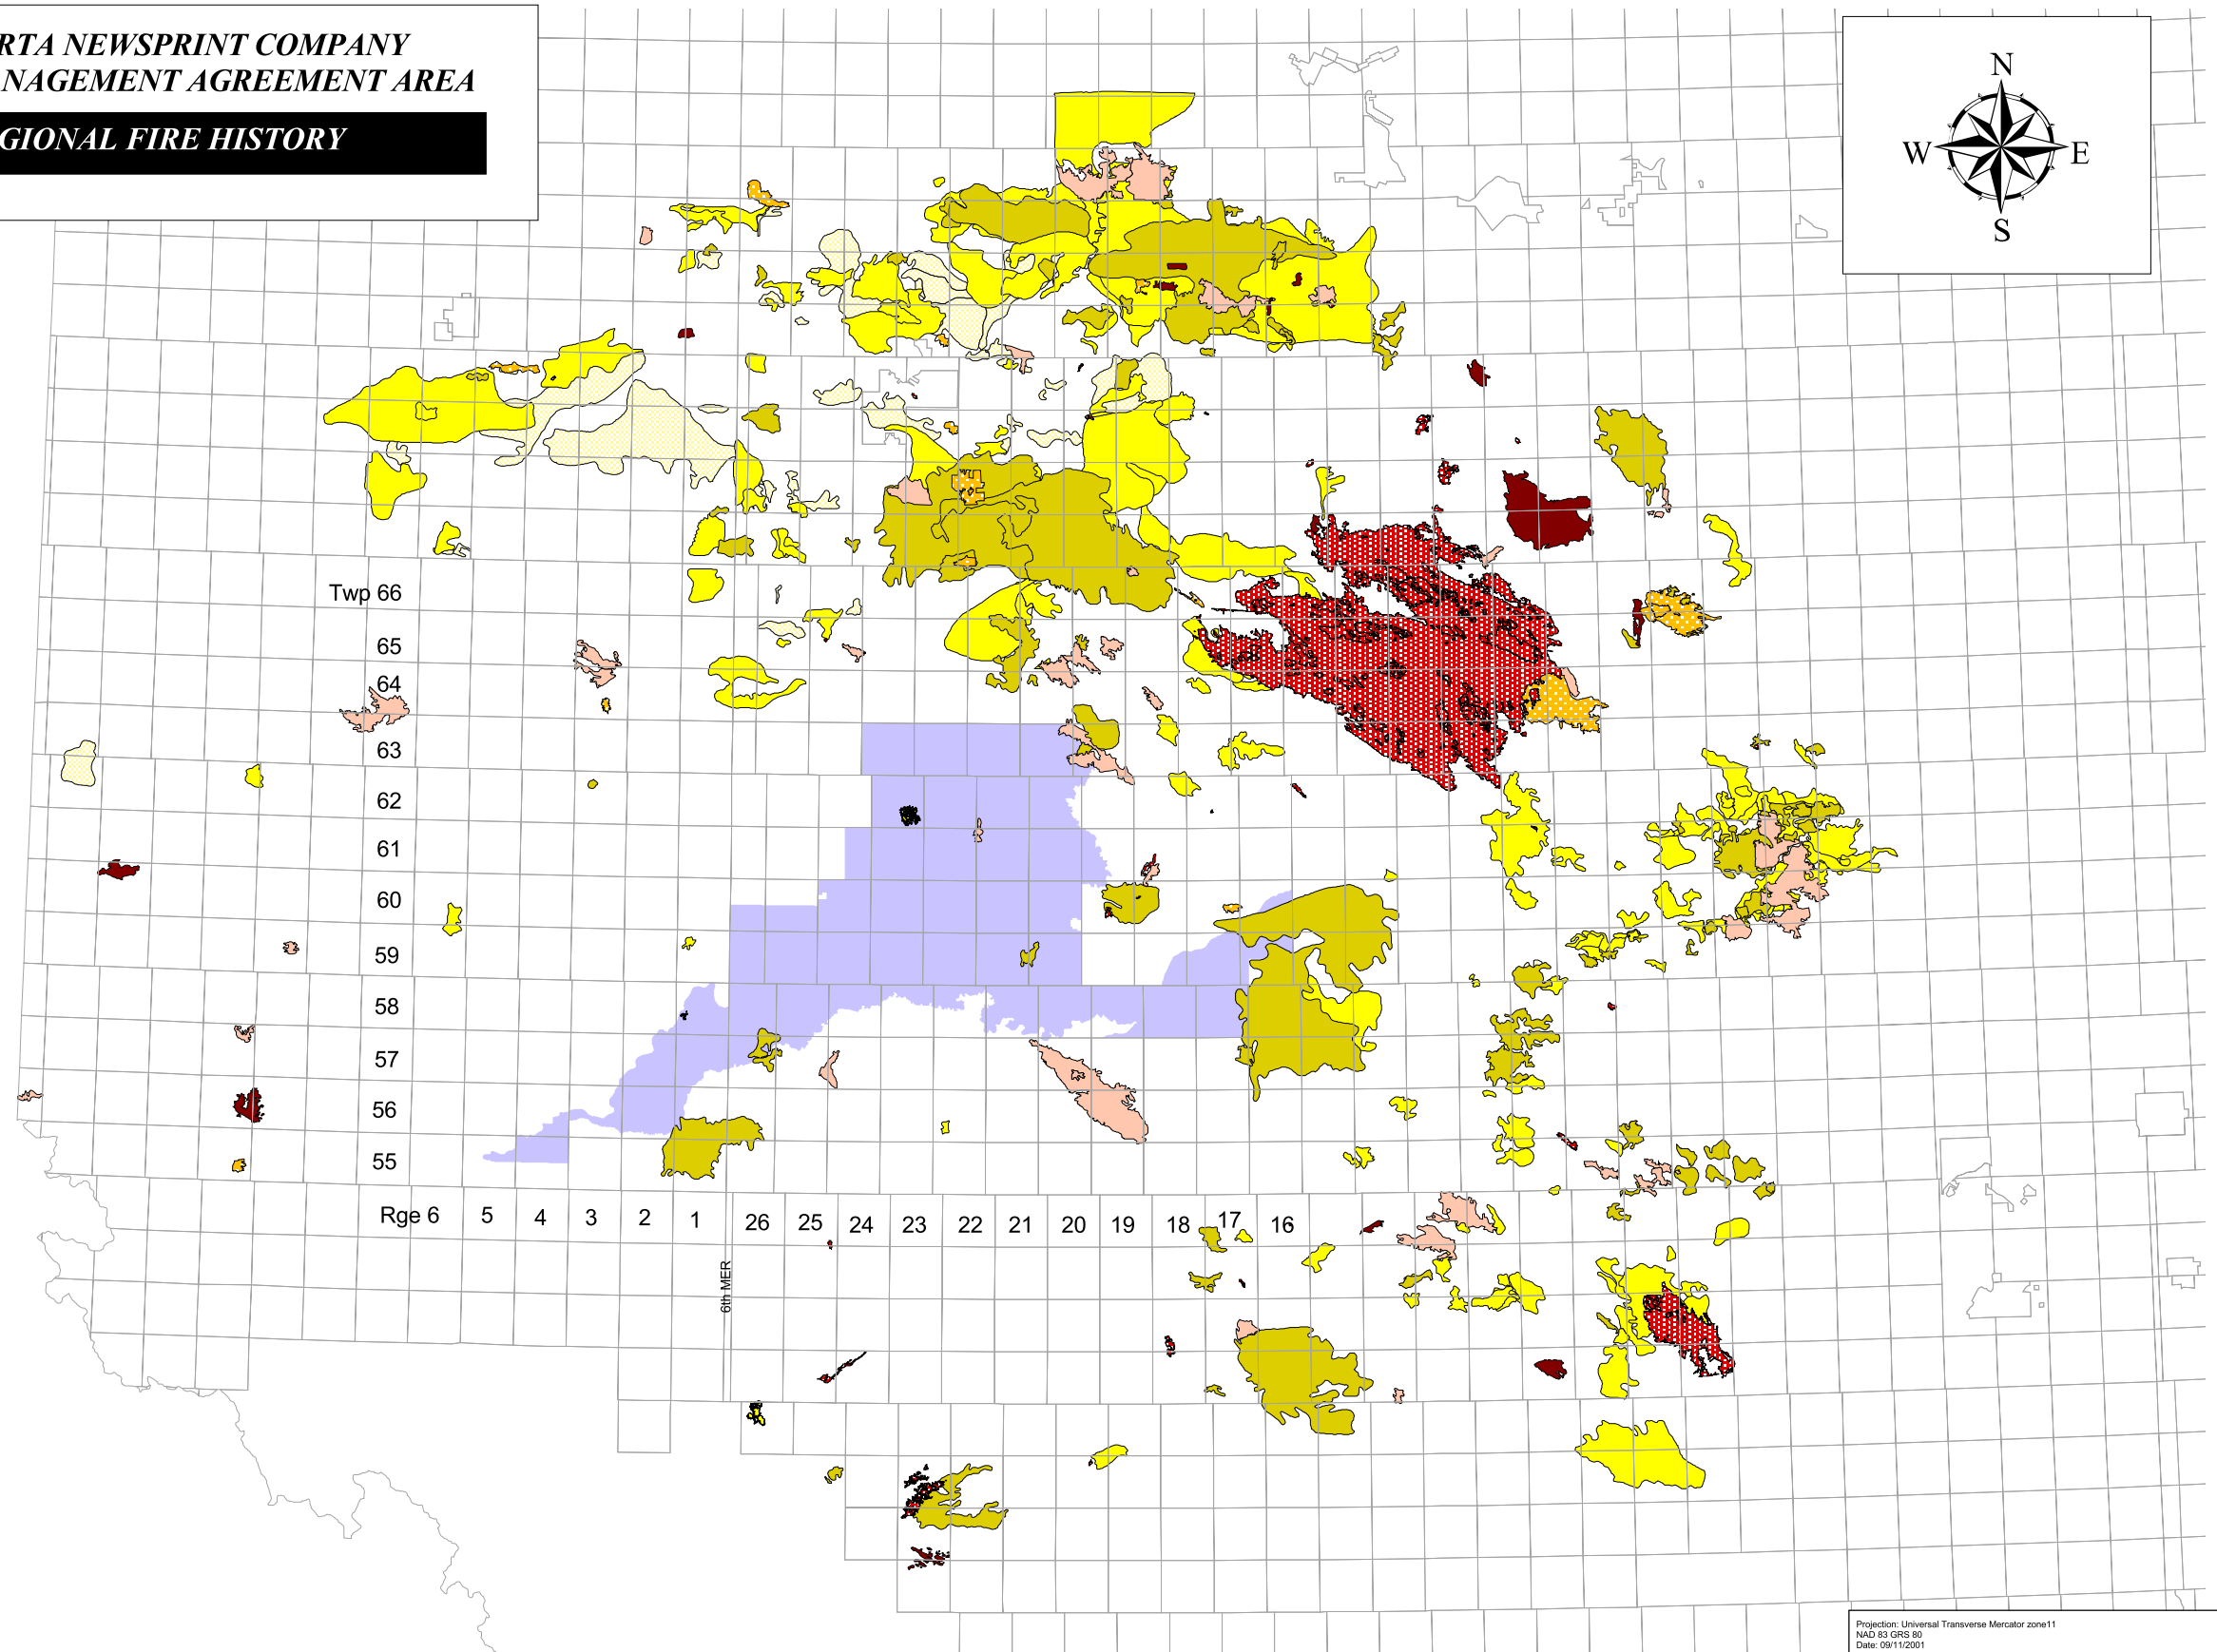 RTA NEWSPRINT COMPANY
NAGEMENT AGREEMENT AREA
GIONAL FIRE HISTORY
N
W E
S
Twp 66
65
64
63
62
61
60
59
58
57
56
55
Rge 6 5 4 3 2 1 26 25 24 23 22 21 20 19 18 17 16
6th MER
Projection: Universal Transverse Mercator zone11
NAD 83 GRS 80
Date: 09/11/2001